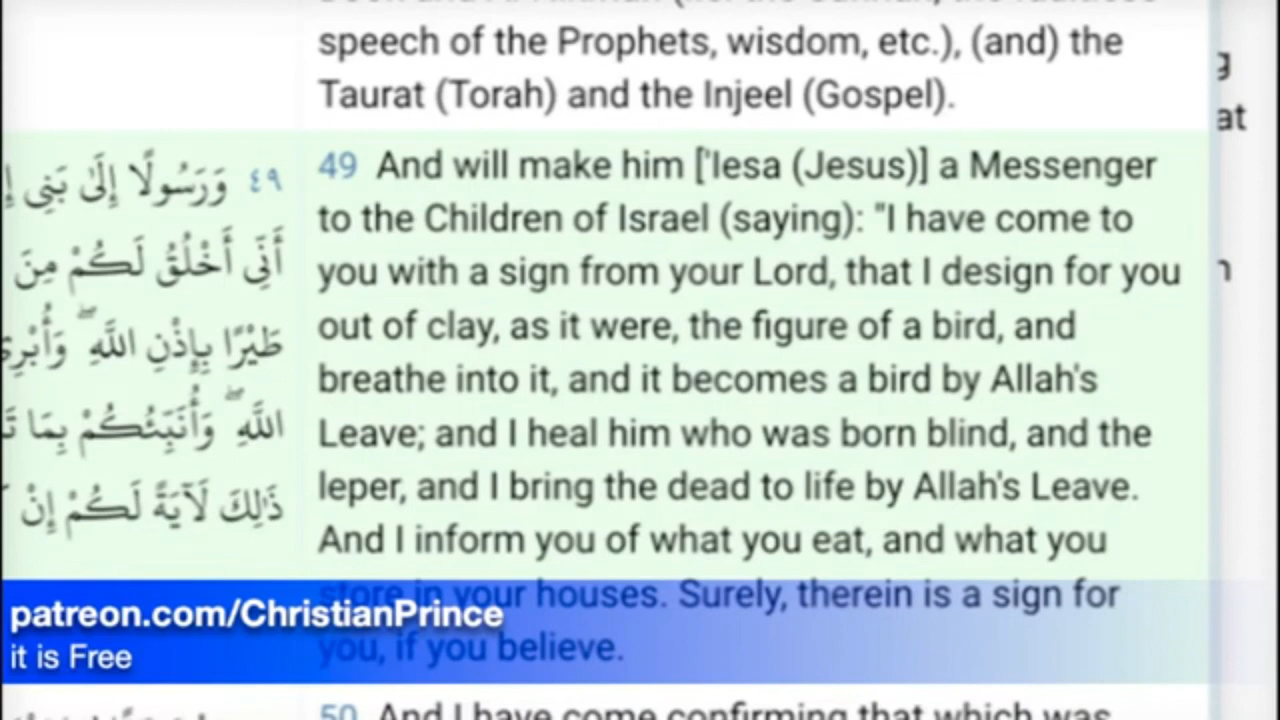 speech of the Prophets, wisdom, etc.), (and) the
Taurat (Torah) and the Injeel (Gospel).
٤٩ وَرَسُولًا إِلَىٰ بَنِي
أَنِّي أَخْلُقُ لَكُمْ مِنَ
طَيْرًا بِإِذْنِ اللَّهِ ۖ وَأُبْرِئُ
اللَّهِ ۖ وَأُنَبِّئُكُمْ بِمَا
ذَٰلِكَ لَآيَةً لَكُمْ إِنْ
49 And will make him ['Iesa (Jesus)] a Messenger
to the Children of Israel (saying): "I have come to
you with a sign from your Lord, that I design for you
out of clay, as it were, the figure of a bird, and
breathe into it, and it becomes a bird by Allah's
Leave; and I heal him who was born blind, and the
leper, and I bring the dead to life by Allah's Leave.
And I inform you of what you eat, and what you
store in your houses. Surely, therein is a sign for
you, if you believe.
50 And I have come confirming that which was
at
patreon.com/ChristianPrince
it is Free